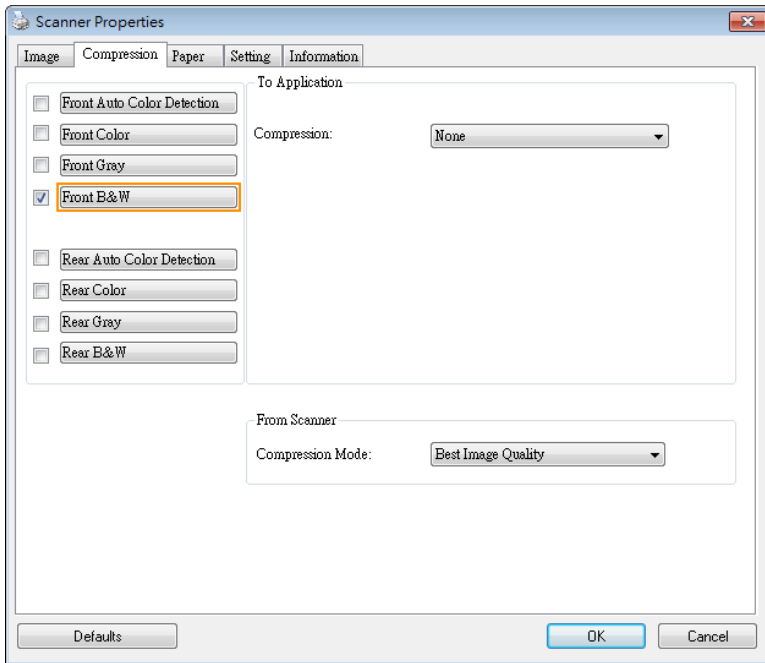 Scanner Properties
Image Compression Paper Setting Information
To Application
Front Auto Color Detection
Front Color
Compression: None
Front Gray
Front B&W
Rear Auto Color Detection
Rear Color
Rear Gray
Rear B&W
From Scanner
Compression Mode: Best Image Quality
Defaults OK Cancel